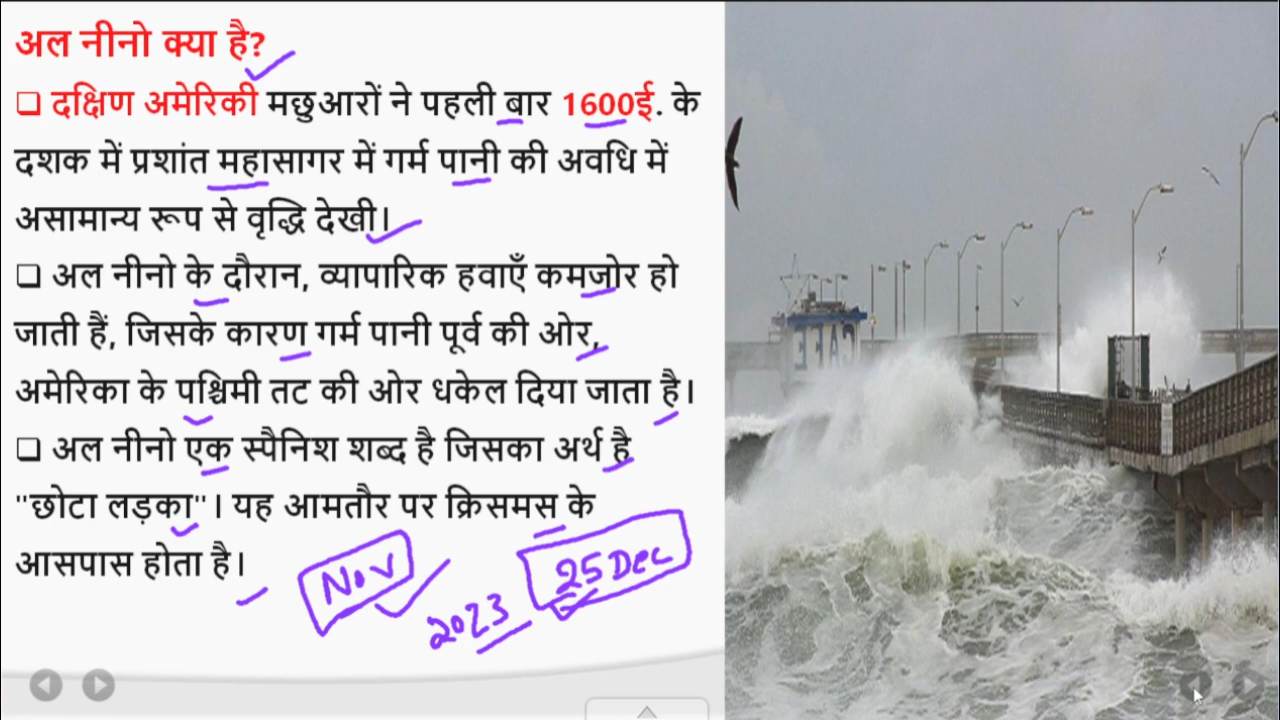 अल नीनो क्या है?
❑ दक्षिण अमेरिकी मछुआरों ने पहली बार 1600ई. के
दशक में प्रशांत महासागर में गर्म पानी की अवधि में
असामान्य रूप से वृद्धि देखी।
❑ अल नीनो के दौरान, व्यापारिक हवाएँ कमजोर हो
जाती हैं, जिसके कारण गर्म पानी पूर्व की ओर,
अमेरिका के पश्चिमी तट की ओर धकेल दिया जाता है।
❑ अल नीनो एक स्पैनिश शब्द है जिसका अर्थ है
"छोटा लड़का"। यह आमतौर पर क्रिसमस के
आसपास होता है।
Nov
2023
25 Dec
CAFE